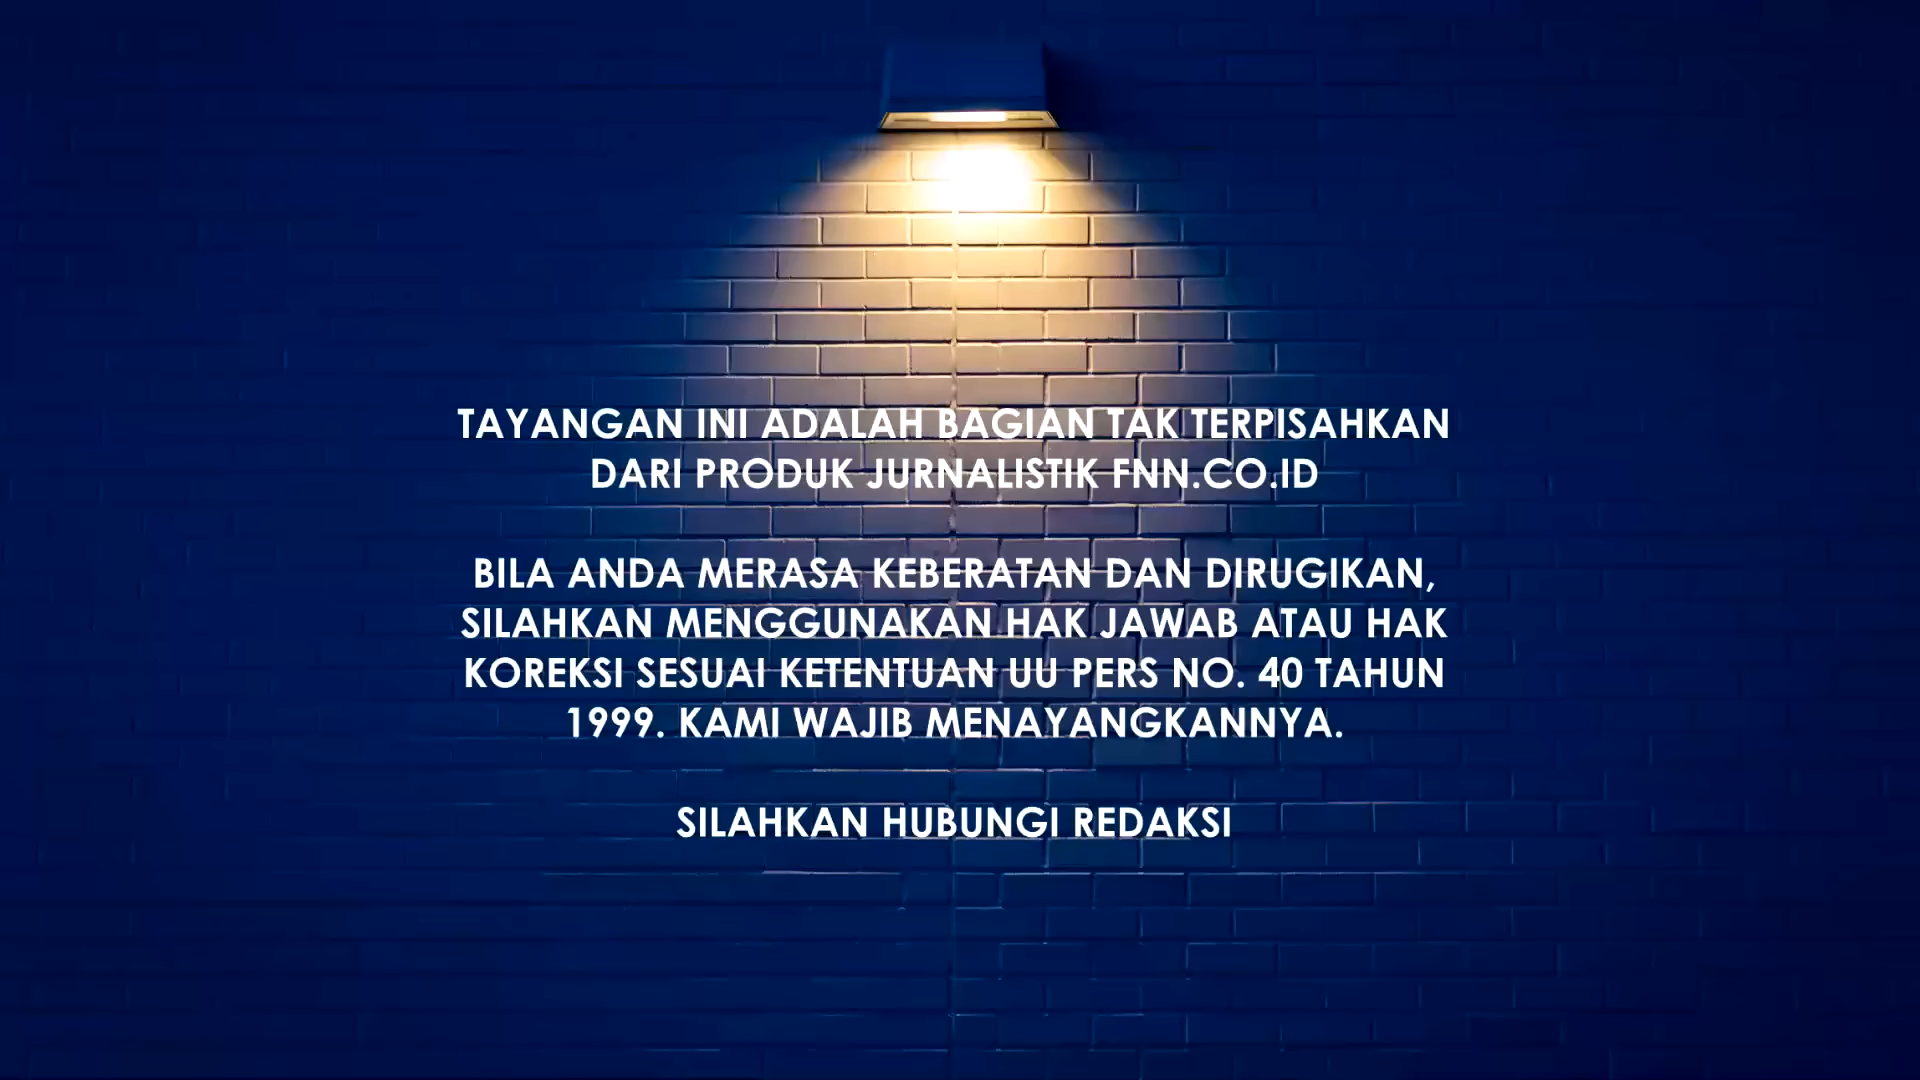 TAYANGAN INI ADALAH BAGIAN TAK TERPISAHKAN
DARI PRODUK JURNALISTIK FNN.CO.ID
BILA ANDA MERASA KEBERATAN DAN DIRUGIKAN,
SILAHKAN MENGGUNAKAN HAK JAWAB ATAU HAK
KOREKSI SESUAI KETENTUAN UU PERS NO. 40 TAHUN
1999. KAMI WAJIB MENAYANGKANNYA.
SILAHKAN HUBUNGI REDAKSI